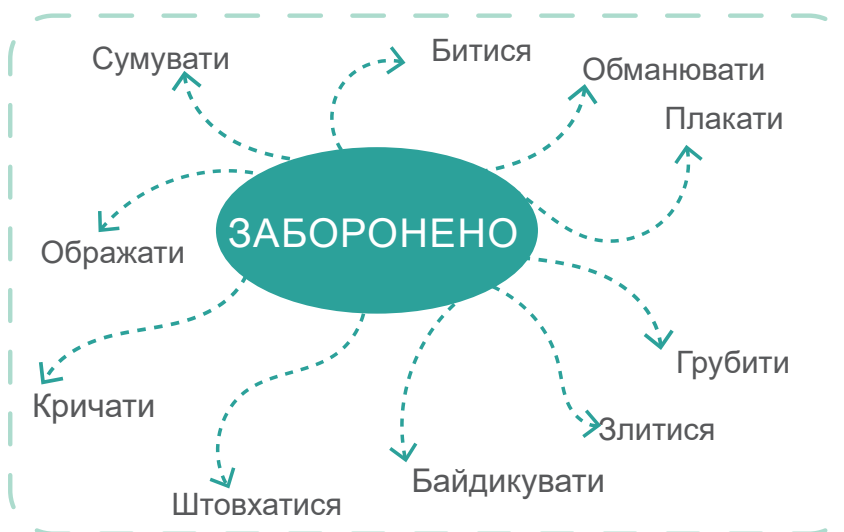 Сумувати
Битися
Обманювати
Плакати
ЗАБОРОНЕНО
Ображати
Грубити
Кричати
Злитися
Байдикувати
Штовхатися